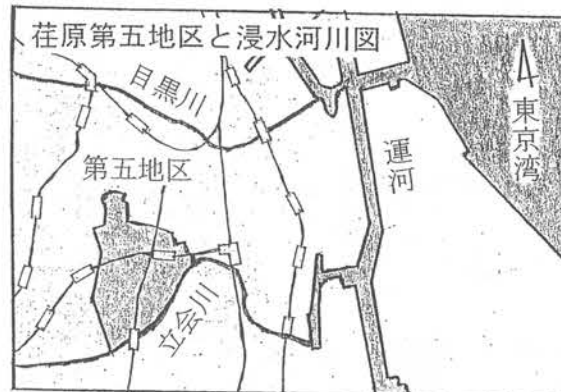 荏原第五地区と浸水河川図
目黒川
東京湾
運河
第五地区
立会川